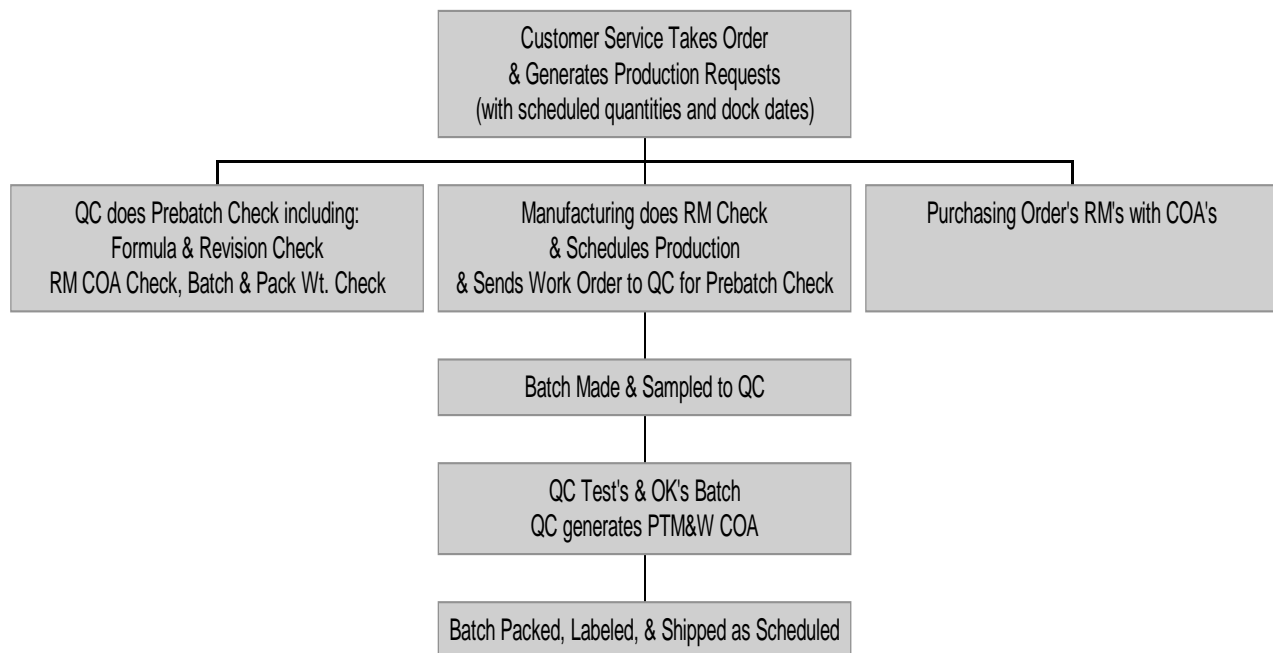 Customer Service Takes Order
& Generates Production Requests
(with scheduled quantities and dock dates)
QC does Prebatch Check including:
Formula & Revision Check
RM COA Check, Batch & Pack Wt. Check
Manufacturing does RM Check
& Schedules Production
& Sends Work Order to QC for Prebatch Check
Purchasing Order's RM's with COA's
Batch Made & Sampled to QC
QC Test's & OK's Batch
QC generates PTM&W COA
Batch Packed, Labeled, & Shipped as Scheduled